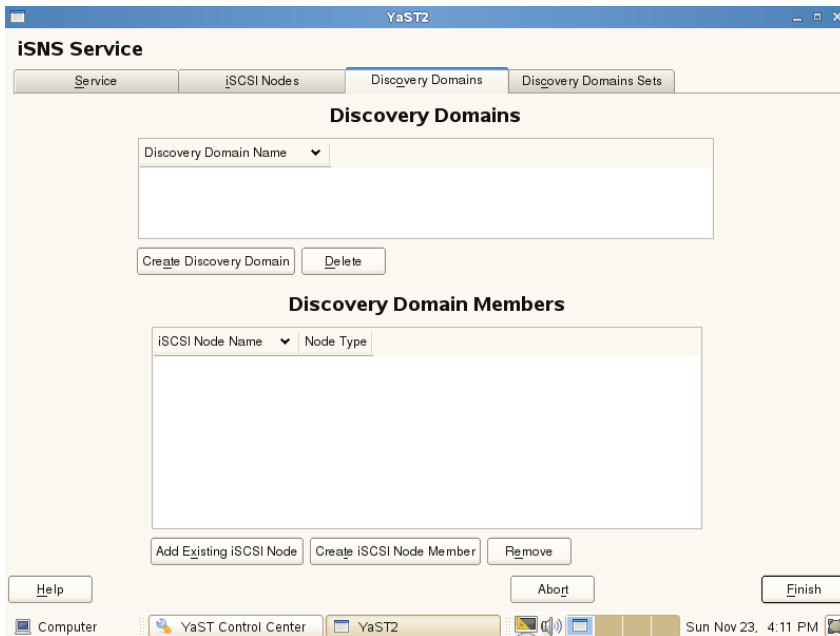 YaST2
iSNS Service
Service iSCSI Nodes Discovery Domains Discovery Domains Sets
Discovery Domains
Discovery Domain Name
Create Discovery Domain Delete
Discovery Domain Members
iSCSI Node Name Node Type
Add Existing iSCSI Node Create iSCSI Node Member Remove
Help Abort Finish
Computer YaST Control Center YaST2 Sun Nov 23, 4:11 PM